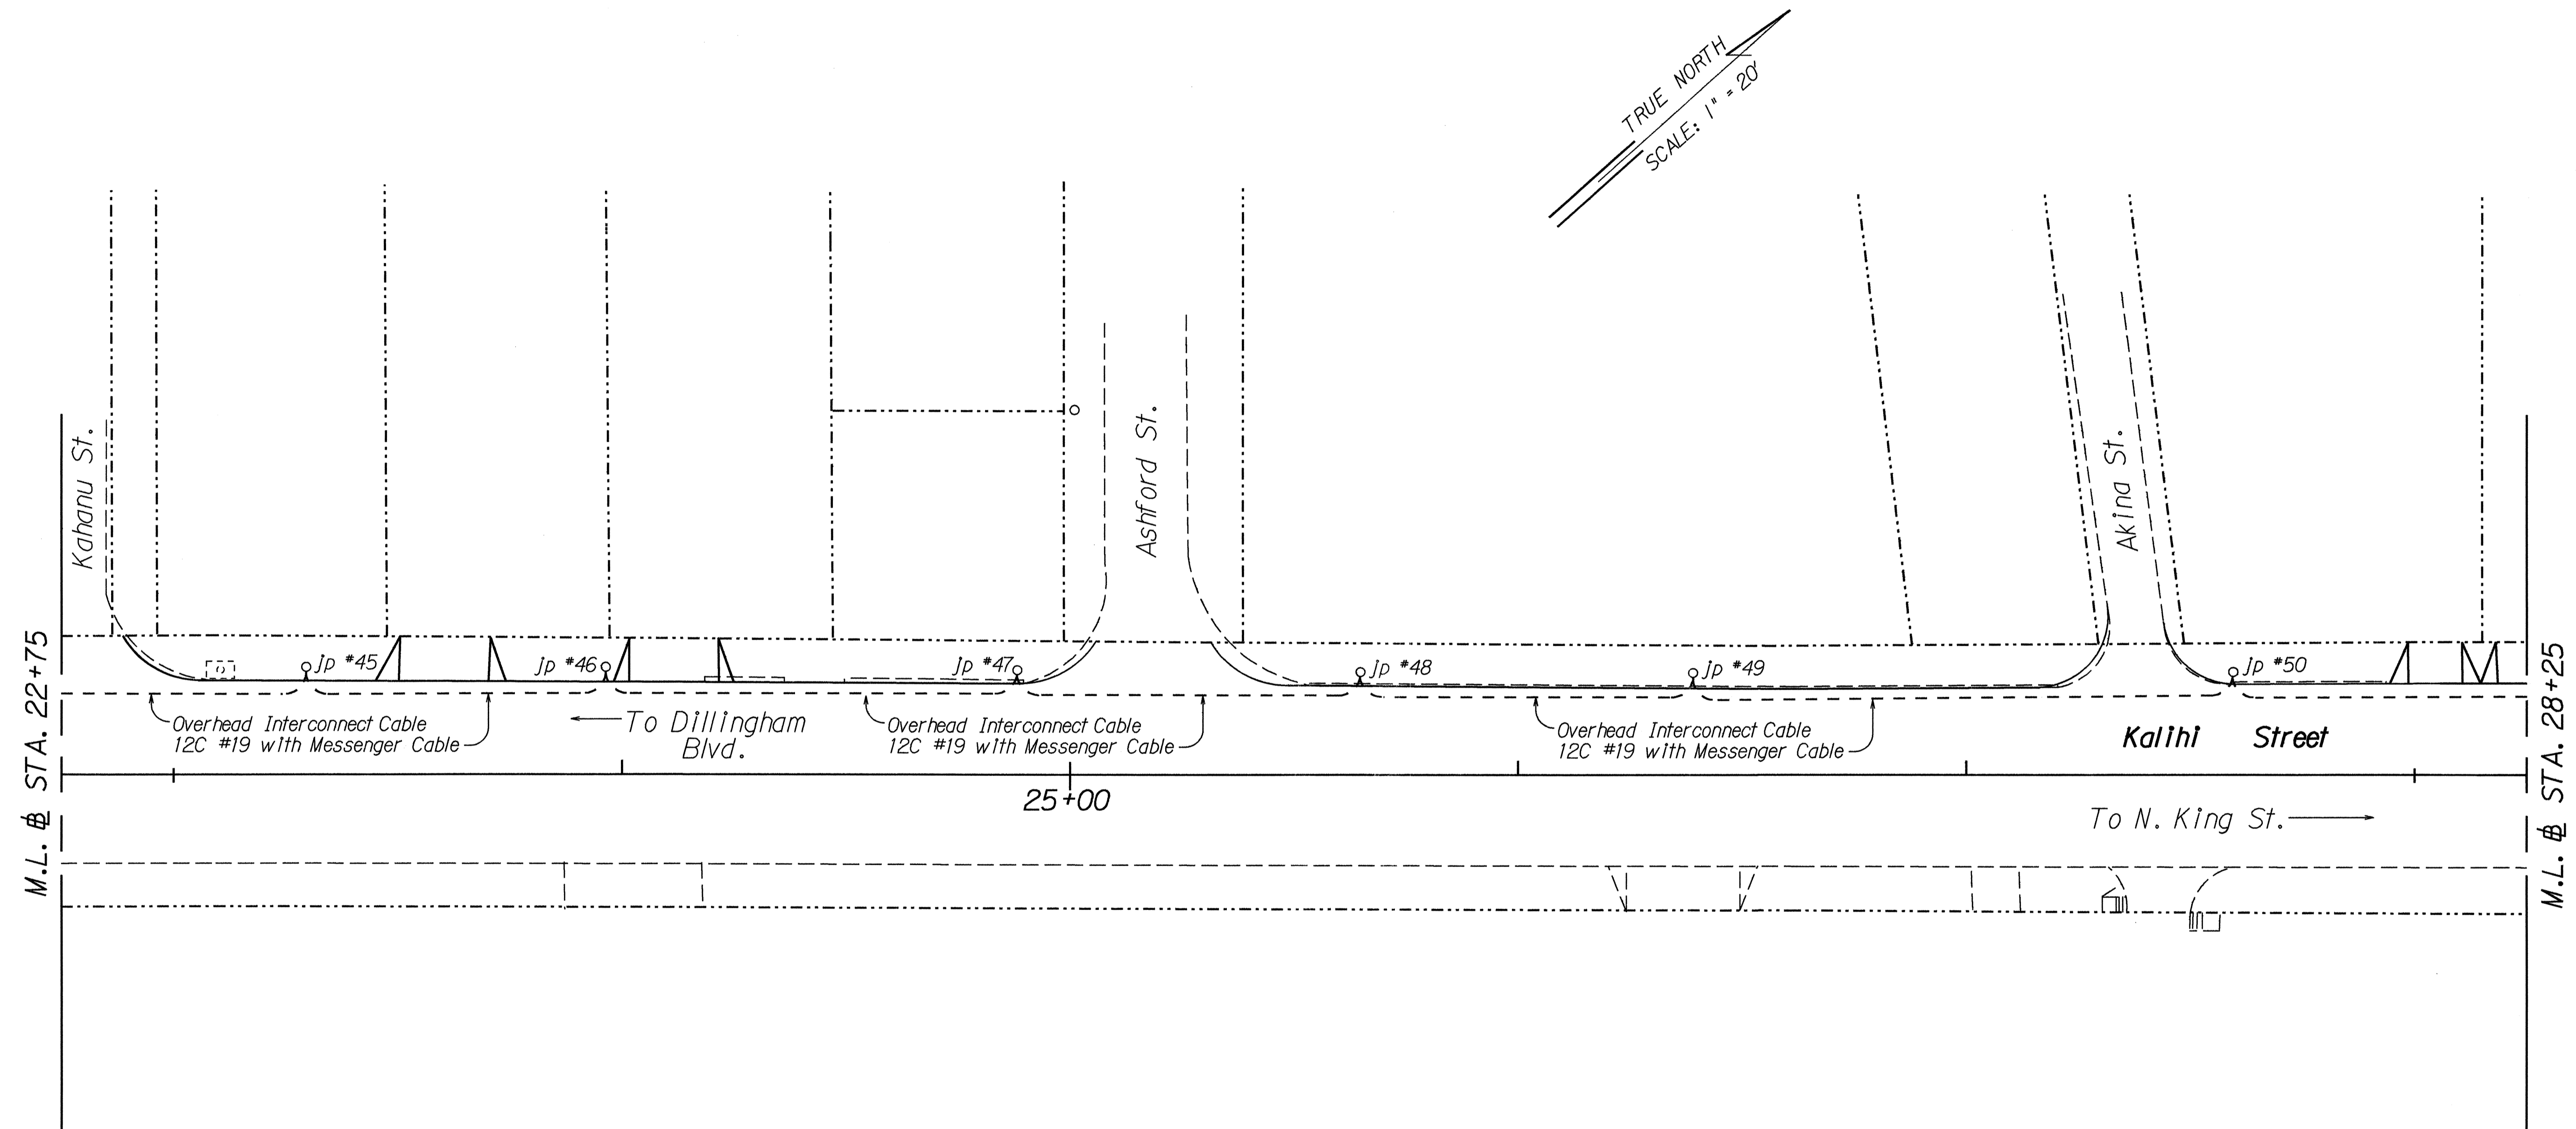 TRUE NORTH
SCALE: 1" = 20'
Kahanu St.
Ashford St.
Akina St.
jp #45
jp #46
jp #47
jp #48
jp #49
jp #50
Overhead Interconnect Cable
12C #19 with Messenger Cable
To Dillingham
Blvd.
Overhead Interconnect Cable
12C #19 with Messenger Cable
Overhead Interconnect Cable
12C #19 with Messenger Cable
Kalihi Street
25+00
To N. King St.
M.L. ℄ STA. 22+75
M.L. ℄ STA. 28+25